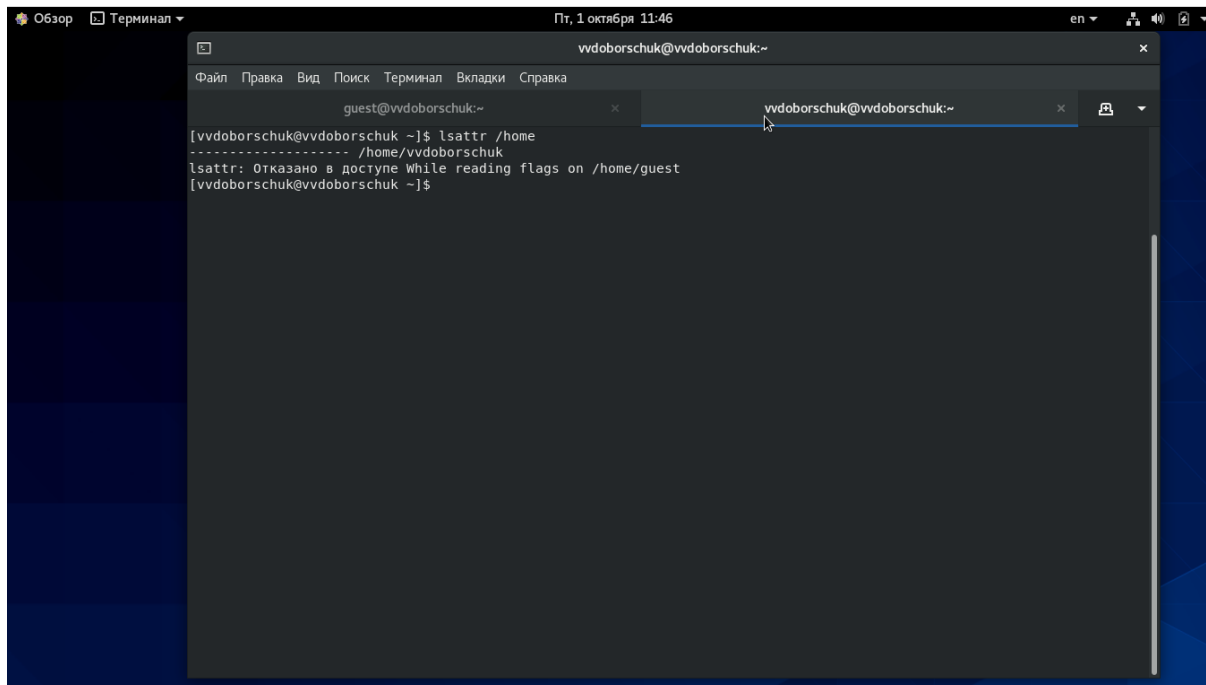 Обзор Терминал Пт, 1 октября 11:46 en
vvdoborschuk@vvdoborschuk:~
Файл Правка Вид Поиск Терминал Вкладки Справка
guest@vvdoborschuk:~ vvdoborschuk@vvdoborschuk:~
[vvdoborschuk@vvdoborschuk ~]$ lsattr /home
-------------------- /home/vvdoborschuk
lsattr: Отказано в доступе While reading flags on /home/guest
[vvdoborschuk@vvdoborschuk ~]$